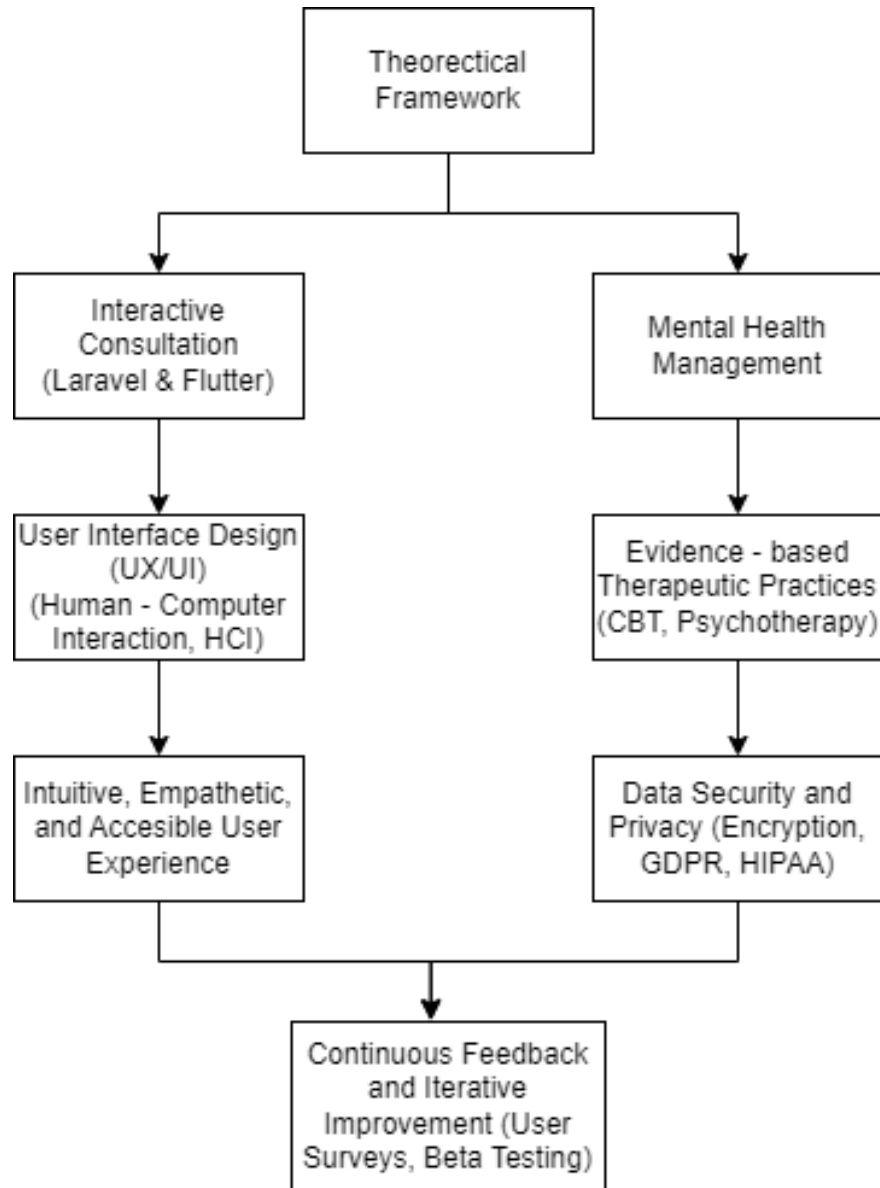 Theorectical
Framework
Interactive
Consultation
(Laravel & Flutter)
Mental Health
Management
User Interface Design
(UX/UI)
(Human - Computer
Interaction, HCI)
Evidence - based
Therapeutic Practices
(CBT, Psychotherapy)
Intuitive, Empathetic,
and Accesible User
Experience
Data Security and
Privacy (Encryption,
GDPR, HIPAA)
Continuous Feedback
and Iterative
Improvement (User
Surveys, Beta Testing)